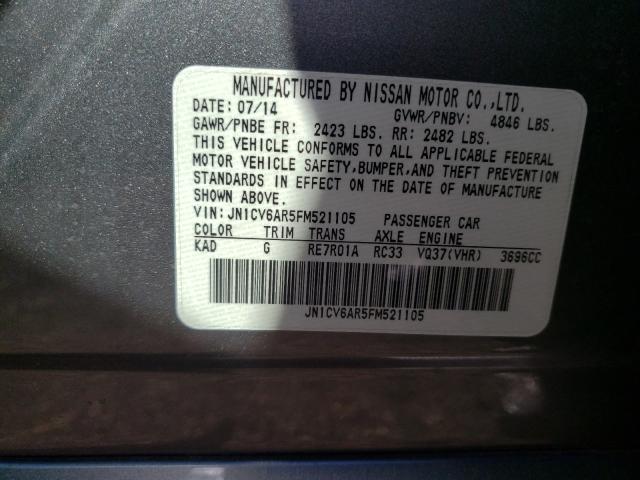 MANUFACTURED BY NISSAN MOTOR CO.,LTD.
DATE: 07/14 GVWR/PNBV: 4846 LBS.
GAWR/PNBE FR: 2423 LBS. RR: 2482 LBS.
THIS VEHICLE CONFORMS TO ALL APPLICABLE FEDERAL
MOTOR VEHICLE SAFETY,BUMPER,AND THEFT PREVENTION
STANDARDS IN EFFECT ON THE DATE OF MANUFACTURE
SHOWN ABOVE.
VIN: JN1CV6AR5FM521105 PASSENGER CAR
COLOR TRIM TRANS AXLE ENGINE
KAD G RE7R01A RC33 VQ37(VHR) 3696CC
JN1CV6AR5FM521105